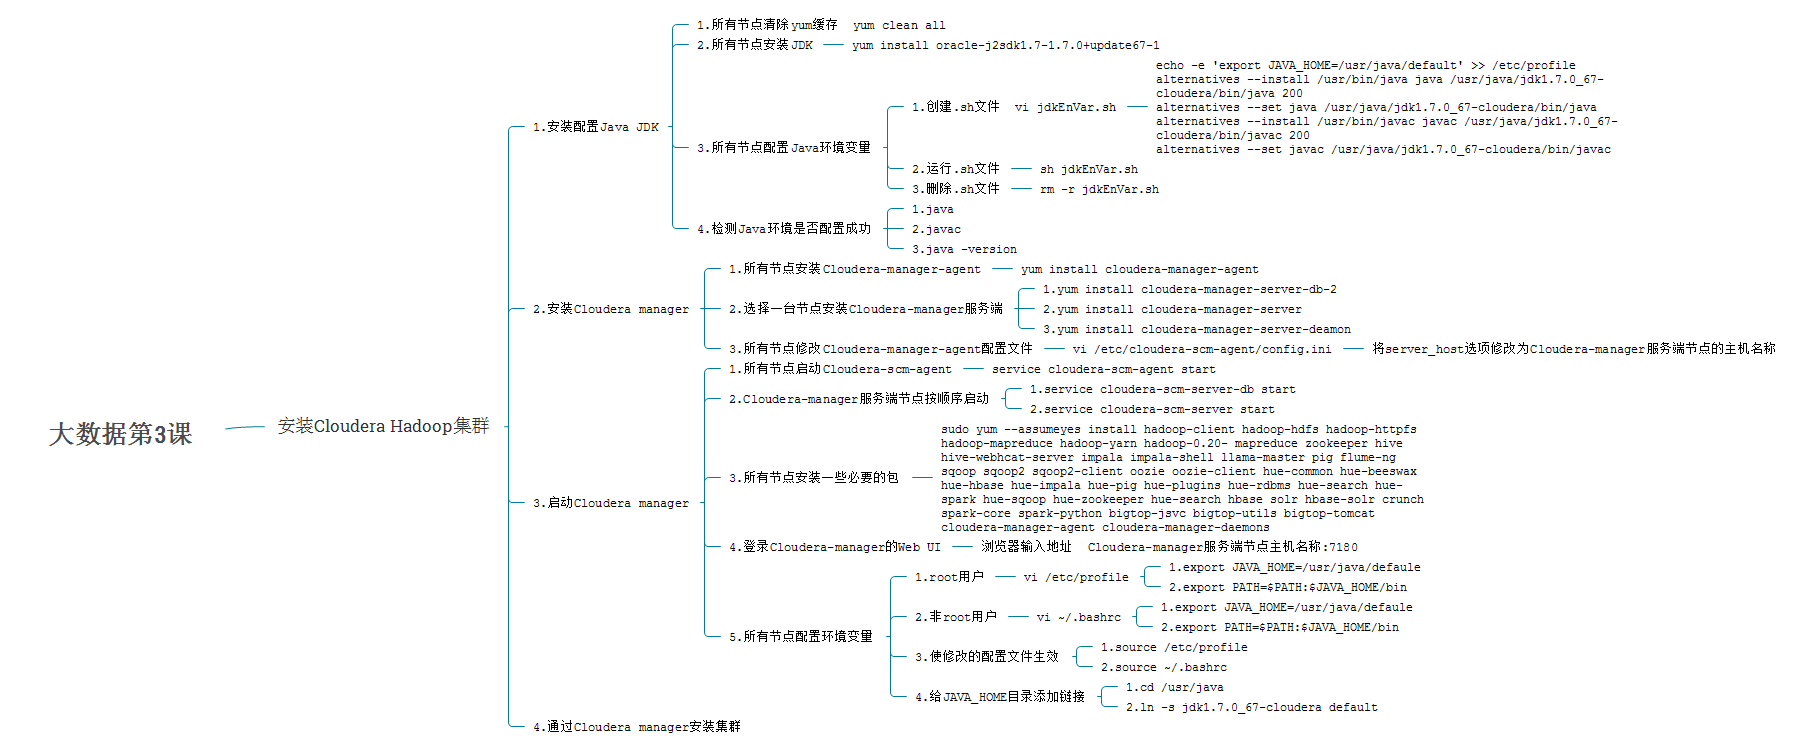 大数据第3课
安装Cloudera Hadoop集群
1.安装配置Java JDK
1.所有节点清除yum缓存 yum clean all
2.所有节点安装JDK
yum install oracle-j2sdk1.7-1.7.0+update67-1
3.所有节点配置Java环境变量
1.创建.sh文件 vi jdkEnVar.sh
echo -e 'export JAVA_HOME=/usr/java/default' >> /etc/profile
alternatives --install /usr/bin/java java /usr/java/jdk1.7.0_67-
cloudera/bin/java 200
alternatives --set java /usr/java/jdk1.7.0_67-cloudera/bin/java
alternatives --install /usr/bin/javac javac /usr/java/jdk1.7.0_67-
cloudera/bin/javac 200
alternatives --set javac /usr/java/jdk1.7.0_67-cloudera/bin/javac
2.运行.sh文件
sh jdkEnVar.sh
3.删除.sh文件
rm -r jdkEnVar.sh
4.检测Java环境是否配置成功
1.java
2.javac
3.java -version
2.安装Cloudera manager
1.所有节点安装Cloudera-manager-agent
yum install cloudera-manager-agent
2.选择一台节点安装Cloudera-manager服务端
1.yum install cloudera-manager-server-db-2
2.yum install cloudera-manager-server
3.yum install cloudera-manager-server-deamon
3.所有节点修改Cloudera-manager-agent配置文件
vi /etc/cloudera-scm-agent/config.ini
将server_host选项修改为Cloudera-manager服务端节点的主机名称
3.启动Cloudera manager
1.所有节点启动Cloudera-scm-agent
service cloudera-scm-agent start
2.Cloudera-manager服务端节点按顺序启动
1.service cloudera-scm-server-db start
2.service cloudera-scm-server start
3.所有节点安装一些必要的包
sudo yum --assumeyes install hadoop-client hadoop-hdfs hadoop-httpfs
hadoop-mapreduce hadoop-yarn hadoop-0.20- mapreduce zookeeper hive
hive-webhcat-server impala impala-shell llama-master pig flume-ng
sqoop sqoop2 sqoop2-client oozie oozie-client hue-common hue-beeswax
hue-hbase hue-impala hue-pig hue-plugins hue-rdbms hue-search hue-
spark hue-sqoop hue-zookeeper hue-search hbase solr hbase-solr crunch
spark-core spark-python bigtop-jsvc bigtop-utils bigtop-tomcat
cloudera-manager-agent cloudera-manager-daemons
4.登录Cloudera-manager的Web UI
浏览器输入地址 Cloudera-manager服务端节点主机名称:7180
5.所有节点配置环境变量
1.root用户
vi /etc/profile
1.export JAVA_HOME=/usr/java/defaule
2.export PATH=$PATH:$JAVA_HOME/bin
2.非root用户
vi ~/.bashrc
1.export JAVA_HOME=/usr/java/defaule
2.export PATH=$PATH:$JAVA_HOME/bin
3.使修改的配置文件生效
1.source /etc/profile
2.source ~/.bashrc
4.给JAVA_HOME目录添加链接
1.cd /usr/java
2.ln -s jdk1.7.0_67-cloudera default
4.通过Cloudera manager安装集群